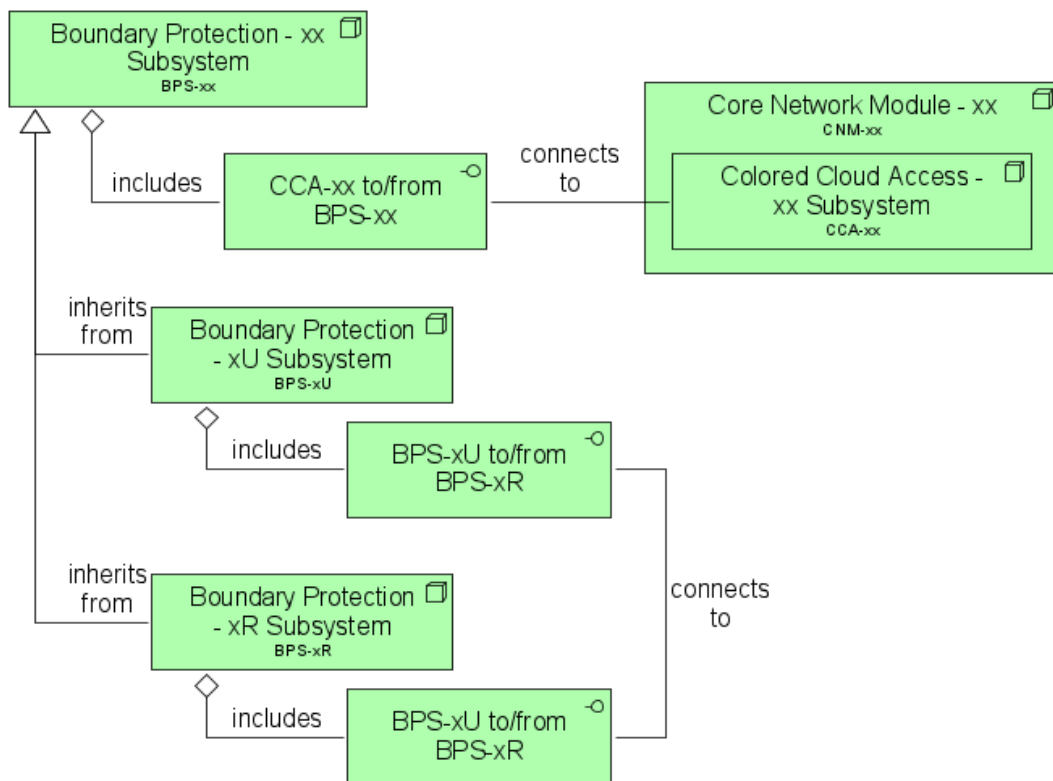 Boundary Protection - xx
Subsystem
BPS-xx
includes
CCA-xx to/from
BPS-xx
connects
to
Core Network Module - xx
CNM-xx
Colored Cloud Access -
xx Subsystem
CCA-xx
inherits
from
Boundary Protection
- xU Subsystem
BPS-xU
includes
BPS-xU to/from
BPS-xR
inherits
from
Boundary Protection
- xR Subsystem
BPS-xR
includes
BPS-xU to/from
BPS-xR
connects
to